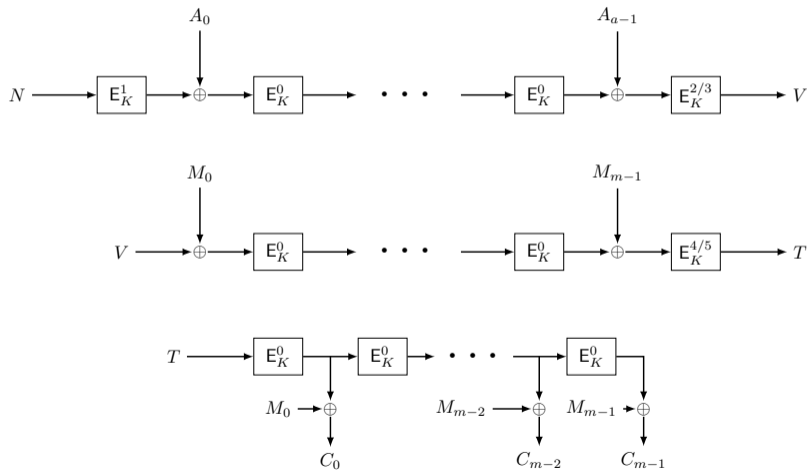 A_0 A_{a-1}
N E_K^1 ⊕ E_K^0 · · · E_K^0 ⊕ E_K^{2/3} V
M_0 M_{m-1}
V ⊕ E_K^0 · · · E_K^0 ⊕ E_K^{4/5} T
T E_K^0 E_K^0 · · · E_K^0
M_0 ⊕ M_{m-2} ⊕ M_{m-1} ⊕
C_0 C_{m-2} C_{m-1}